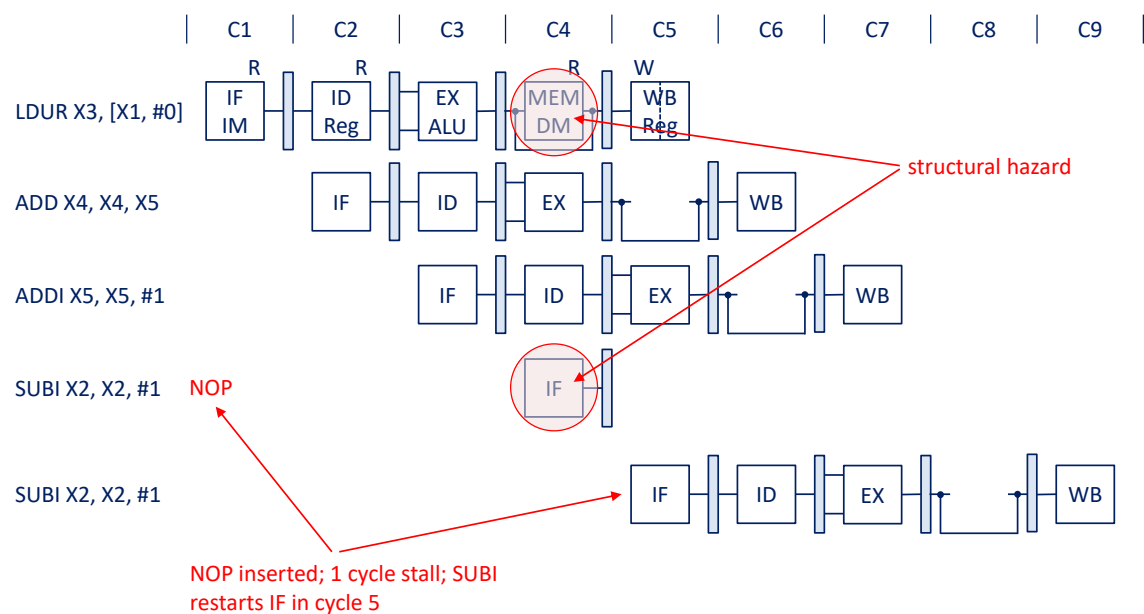 C1 C2 C3 C4 C5 C6 C7 C8 C9
R R R W
LDUR X3, [X1, #0] IF ID EX MEM WB
IM Reg ALU DM Reg
structural hazard
ADD X4, X4, X5 IF ID EX WB
ADDI X5, X5, #1 IF ID EX WB
SUBI X2, X2, #1 NOP IF
SUBI X2, X2, #1 IF ID EX WB
NOP inserted; 1 cycle stall; SUBI
restarts IF in cycle 5